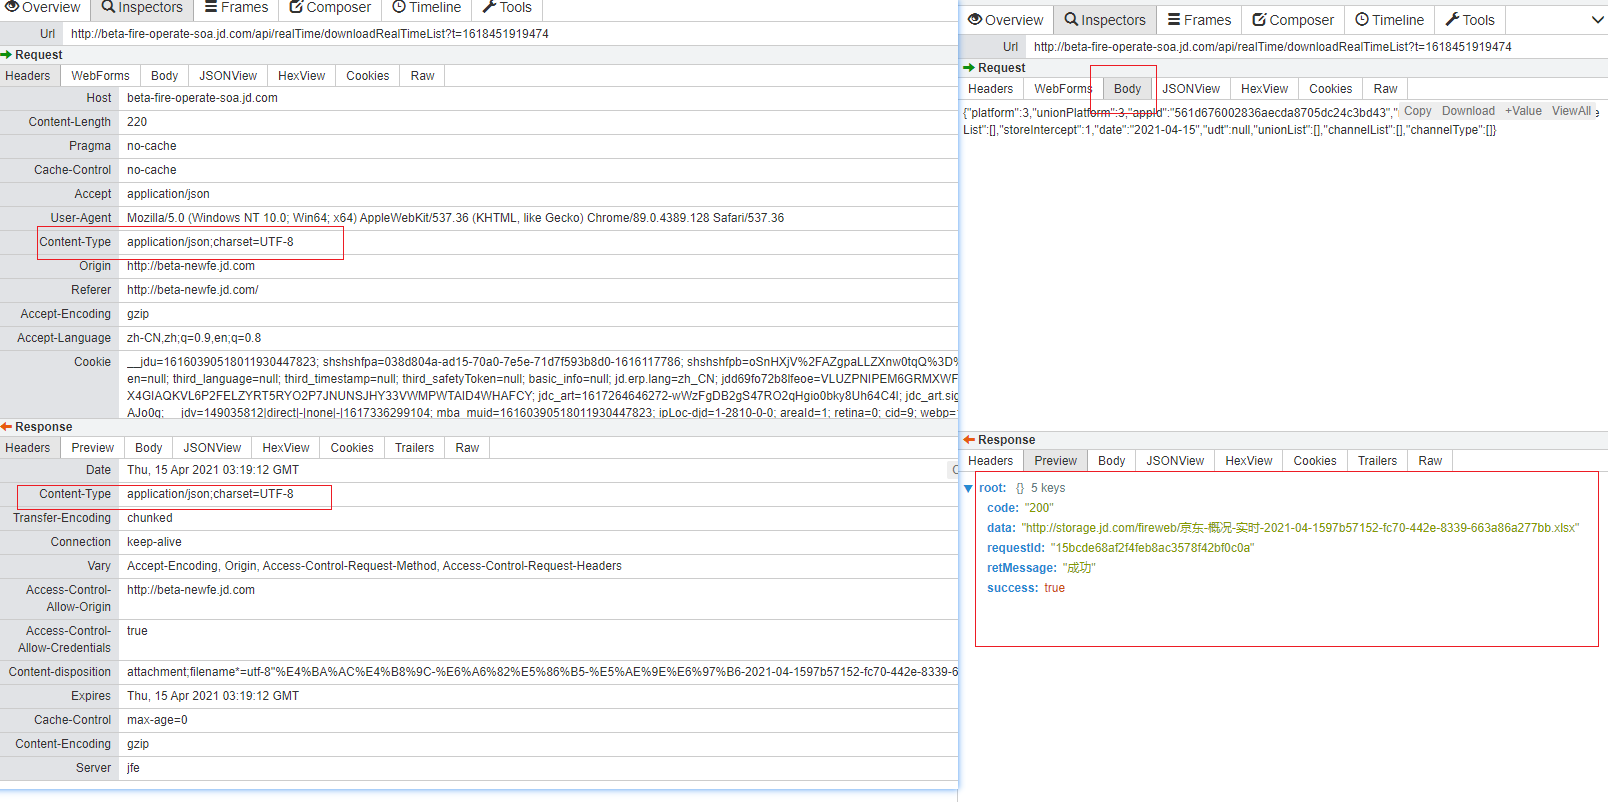 Overview Inspectors Frames Composer Timeline Tools
Url http://beta-fire-operate-soa.jd.com/api/realTime/downloadRealTimeList?t=1618451919474
Request
Headers WebForms Body JSONView HexView Cookies Raw
Host beta-fire-operate-soa.jd.com
Content-Length 220
Pragma no-cache
Cache-Control no-cache
Accept application/json
User-Agent Mozilla/5.0 (Windows NT 10.0; Win64; x64) AppleWebKit/537.36 (KHTML, like Gecko) Chrome/89.0.4389.128 Safari/537.36
Content-Type application/json;charset=UTF-8
Origin http://beta-newfe.jd.com
Referer http://beta-newfe.jd.com/
Accept-Encoding gzip
Accept-Language zh-CN,zh;q=0.9,en;q=0.8
Cookie __jdu=16160390518011930447823; shshshfpa=038d804a-ad15-70a0-7e5e-71d7f593b8d0-1616117786; shshshfpb=oSnHXjV%2FAZgpaLLZXnw0tqQ%3D%
en=null; third_language=null; third_timestamp=null; third_safetyToken=null; basic_info=null; jd.erp.lang=zh_CN; jdd69fo72b8lfeoe=VLUZPNIPEM6GRMXWF
X4GIAQKVL6P2FELZYRT5RYO2P7JNUNSJHY33VWMPWTAID4WHAFCY; jdc_art=1617264646272-wWzFgDB2gS47RO2qHgio0bky8Uh64C4I; jdc_art.sig
AJo0g; __jdv=149035812|direct|-|none|-|1617336299104; mba_muid=16160390518011930447823; ipLoc-djd=1-2810-0-0; areaId=1; retina=0; cid=9; webp=1
Response
Headers Preview Body JSONView HexView Cookies Trailers Raw
Date Thu, 15 Apr 2021 03:19:12 GMT
Content-Type application/json;charset=UTF-8
Transfer-Encoding chunked
Connection keep-alive
Vary Accept-Encoding, Origin, Access-Control-Request-Method, Access-Control-Request-Headers
Access-Control-Allow-Origin http://beta-newfe.jd.com
Access-Control-Allow-Credentials true
Content-disposition attachment;filename*=utf-8''%E4%BA%AC%E4%B8%9C-%E6%A6%82%E5%86%B5-%E5%AE%9E%E6%97%B6-2021-04-1597b57152-fc70-442e-8339-6
Expires Thu, 15 Apr 2021 03:19:12 GMT
Cache-Control max-age=0
Content-Encoding gzip
Server jfe
Overview Inspectors Frames Composer Timeline Tools
Url http://beta-fire-operate-soa.jd.com/api/realTime/downloadRealTimeList?t=1618451919474
Request
Headers WebForms Body JSONView HexView Cookies Raw
{"platform":3,"unionPlatform":3,"appId":"561d676002836aecda8705dc24c3bd43"," Copy Download +Value ViewAll e
List":[],"storeIntercept":1,"date":"2021-04-15","udt":null,"unionList":[],"channelList":[],"channelType":[]}
Response
Headers Preview Body JSONView HexView Cookies Trailers Raw
root: {} 5 keys
code: "200"
data: "http://storage.jd.com/fireweb/京东-概况-实时-2021-04-1597b57152-fc70-442e-8339-663a86a277bb.xlsx"
requestId: "15bcde68af2f4feb8ac3578f42bf0c0a"
retMessage: "成功"
success: true